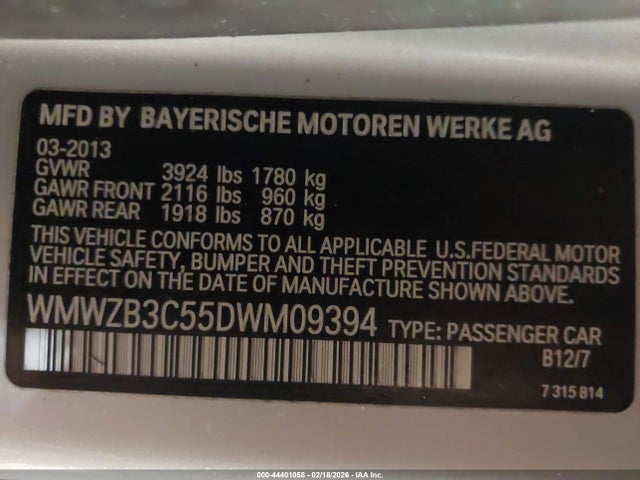 MFD BY BAYERISCHE MOTOREN WERKE AG
03-2013
GVWR 3924 lbs 1780 kg
GAWR FRONT 2116 lbs 960 kg
GAWR REAR 1918 lbs 870 kg
THIS VEHICLE CONFORMS TO ALL APPLICABLE U.S.FEDERAL MOTOR
VEHICLE SAFETY, BUMPER AND THEFT PREVENTION STANDARDS
IN EFFECT ON THE DATE OF MANUFACTURE SHOWN ABOVE.
WMWZB3C55DWM09394 TYPE: PASSENGER CAR
B12/7
7 315 814
000-44401058 - 02/18/2026 - IAA Inc.